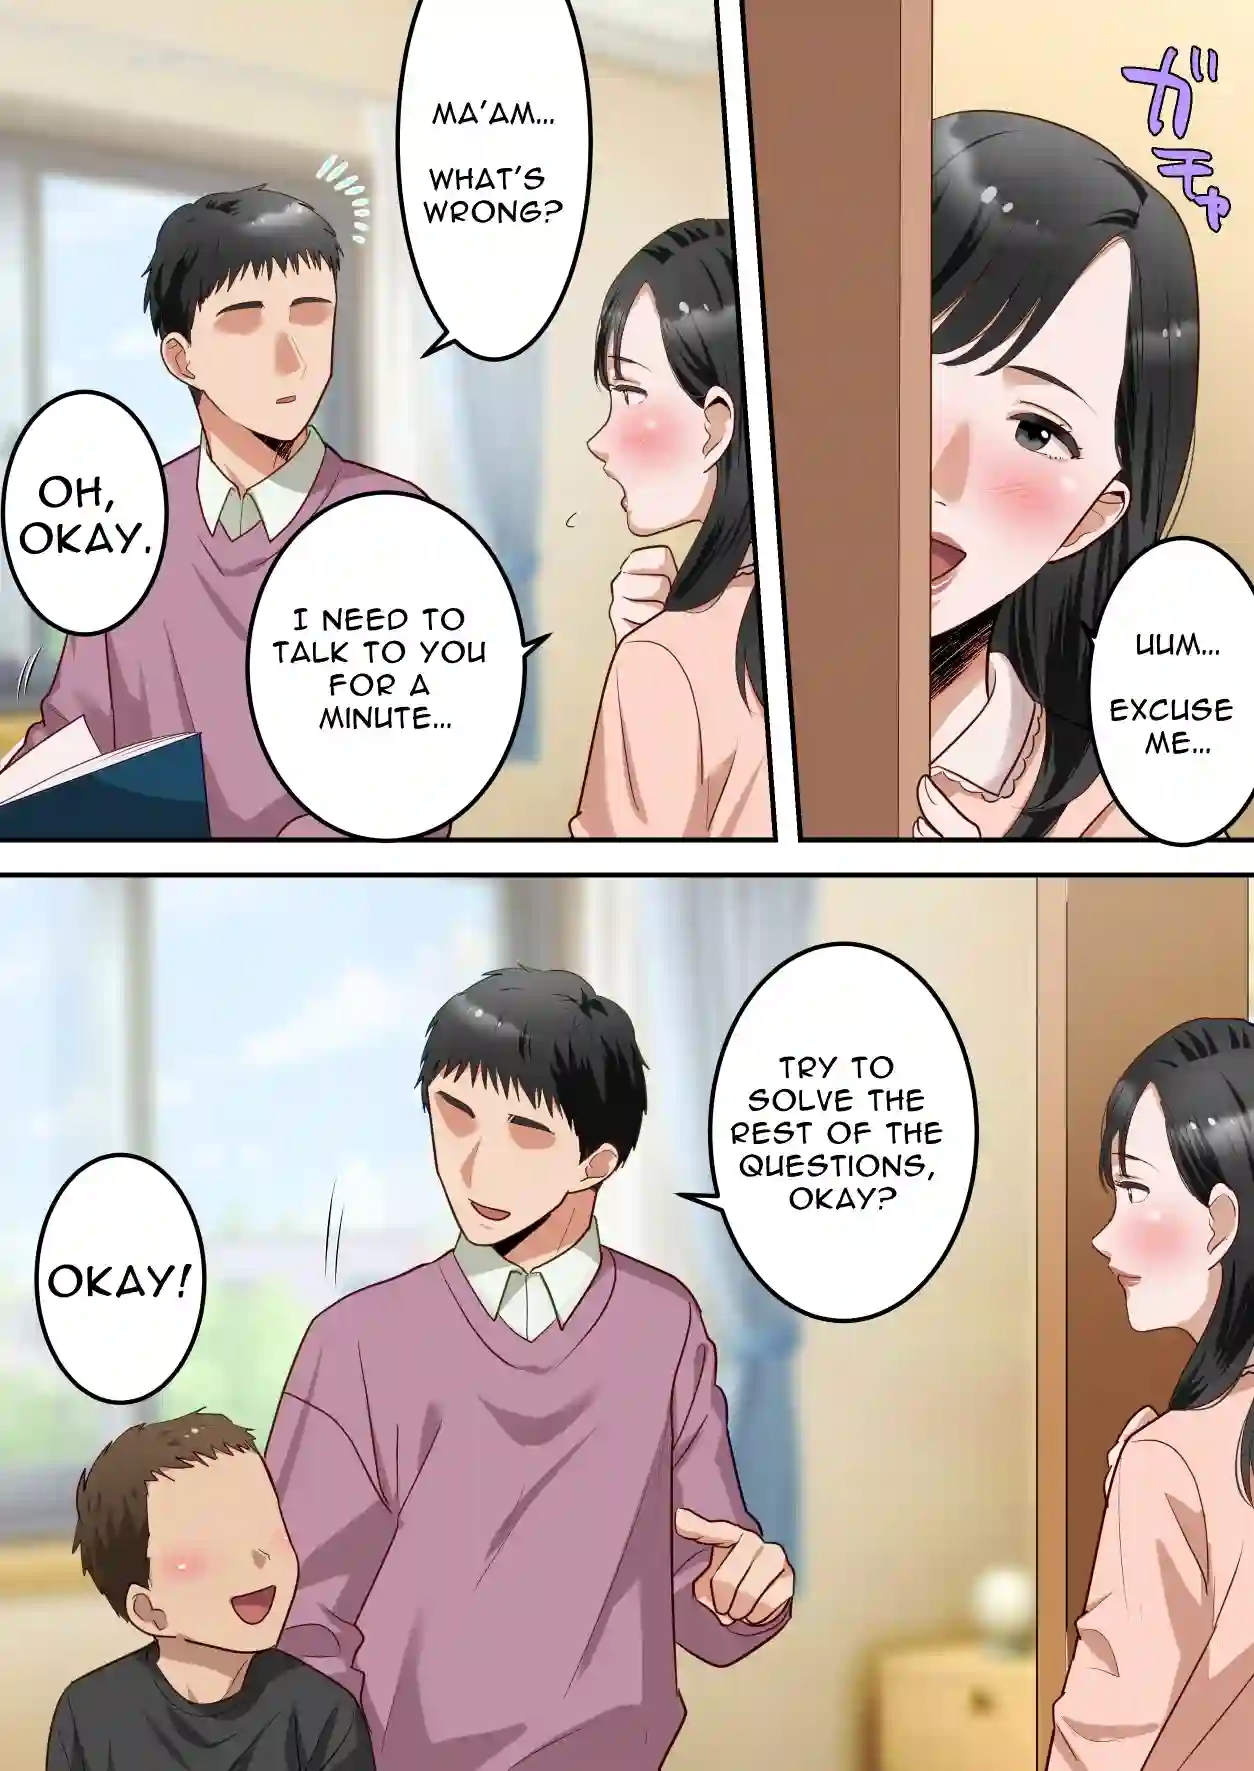 ガ
チャ
UUM...
EXCUSE
ME...
MA'AM...
WHAT'S
WRONG?
I NEED TO
TALK TO YOU
FOR A
MINUTE...
OH,
OKAY.
TRY TO
SOLVE THE
REST OF THE
QUESTIONS,
OKAY?
OKAY!